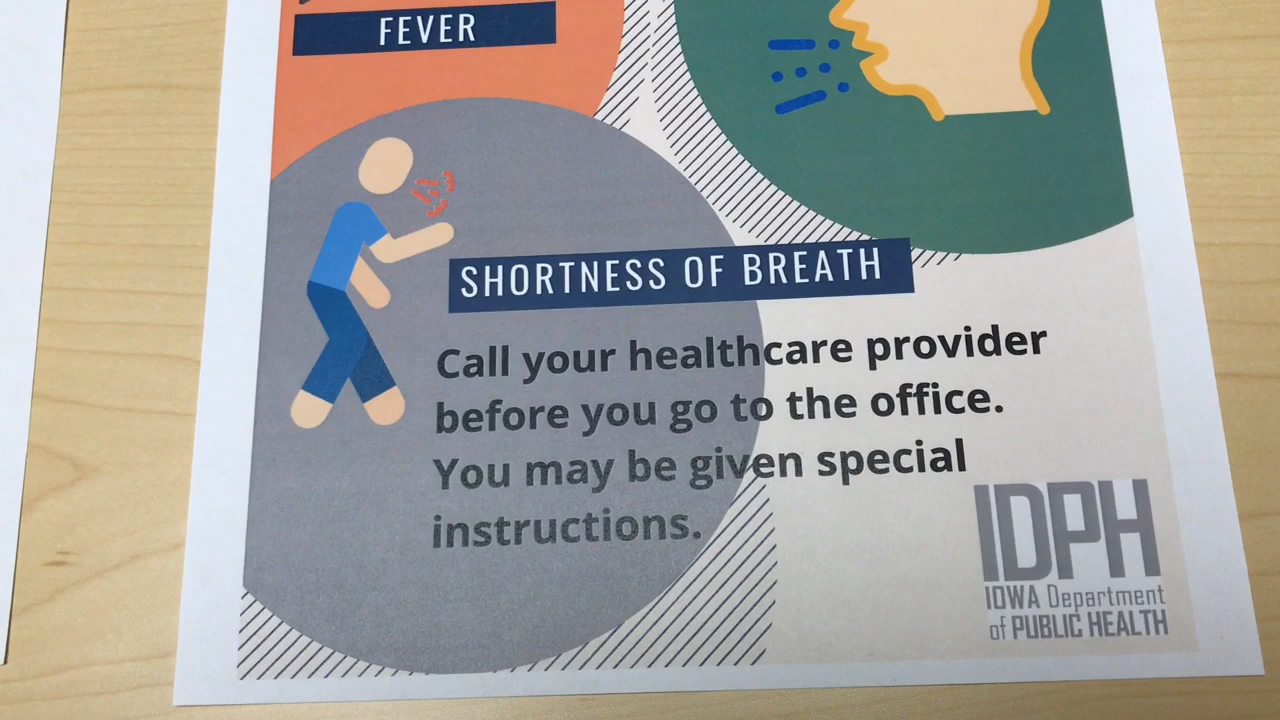 FEVER
SHORTNESS OF BREATH
Call your healthcare provider
before you go to the office.
You may be given special
instructions.
IDPH
IOWA Department
of PUBLIC HEALTH